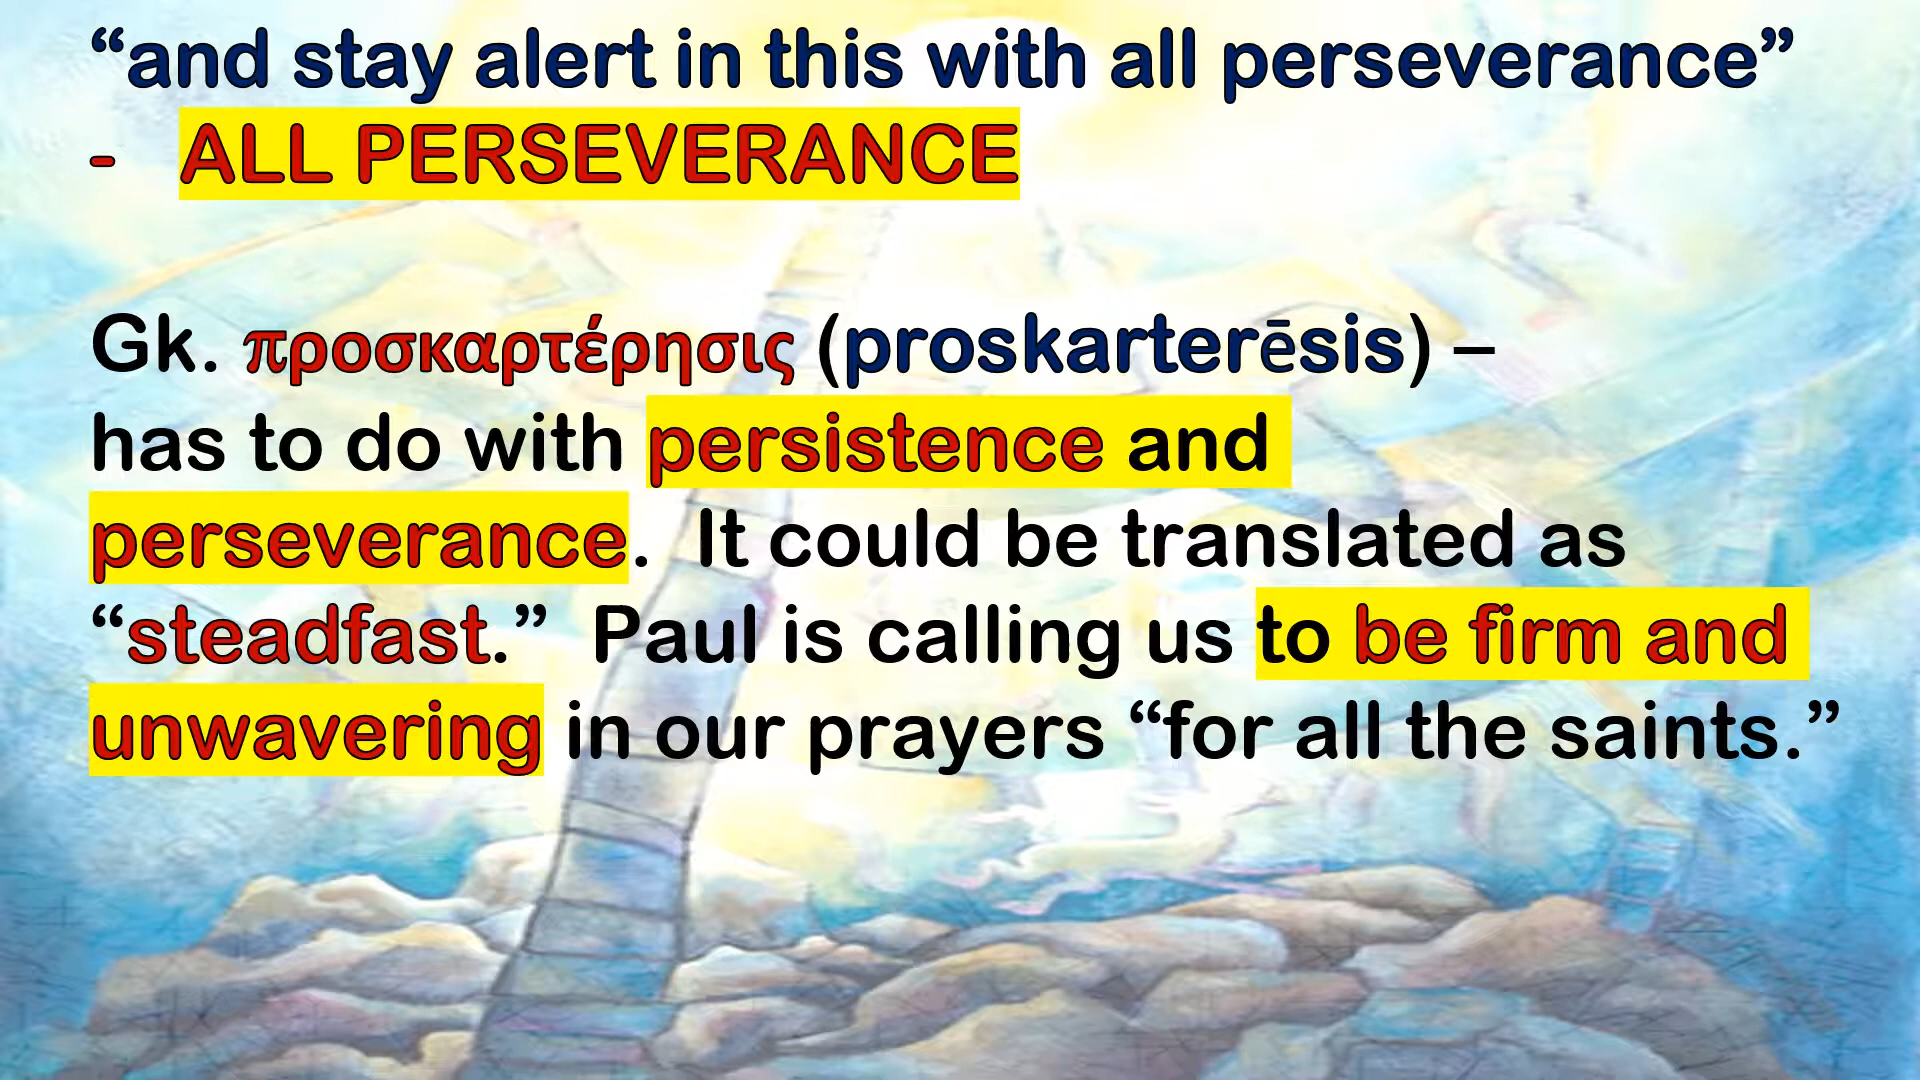 “and stay alert in this with all perseverance”
- ALL PERSEVERANCE
Gk. προσκαρτέρησις (proskarterēsis) –
has to do with persistence and
perseverance. It could be translated as
“steadfast.” Paul is calling us to be firm and
unwavering in our prayers “for all the saints.”